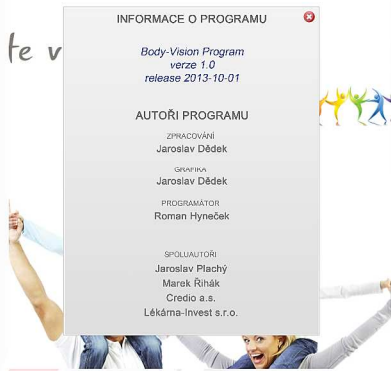 INFORMACE O PROGRAMU
te v
Body-Vision Program
verze 1.0
release 2013-10-01
AUTOŘI PROGRAMU
ZPRACOVÁNÍ
Jaroslav Dědek
GRAFIKA
Jaroslav Dědek
PROGRAMÁTOR
Roman Hyneček
SPOLUAUTOŘI
Jaroslav Plachý
Marek Řihák
Credio a.s.
Lékárna-Invest s.r.o.